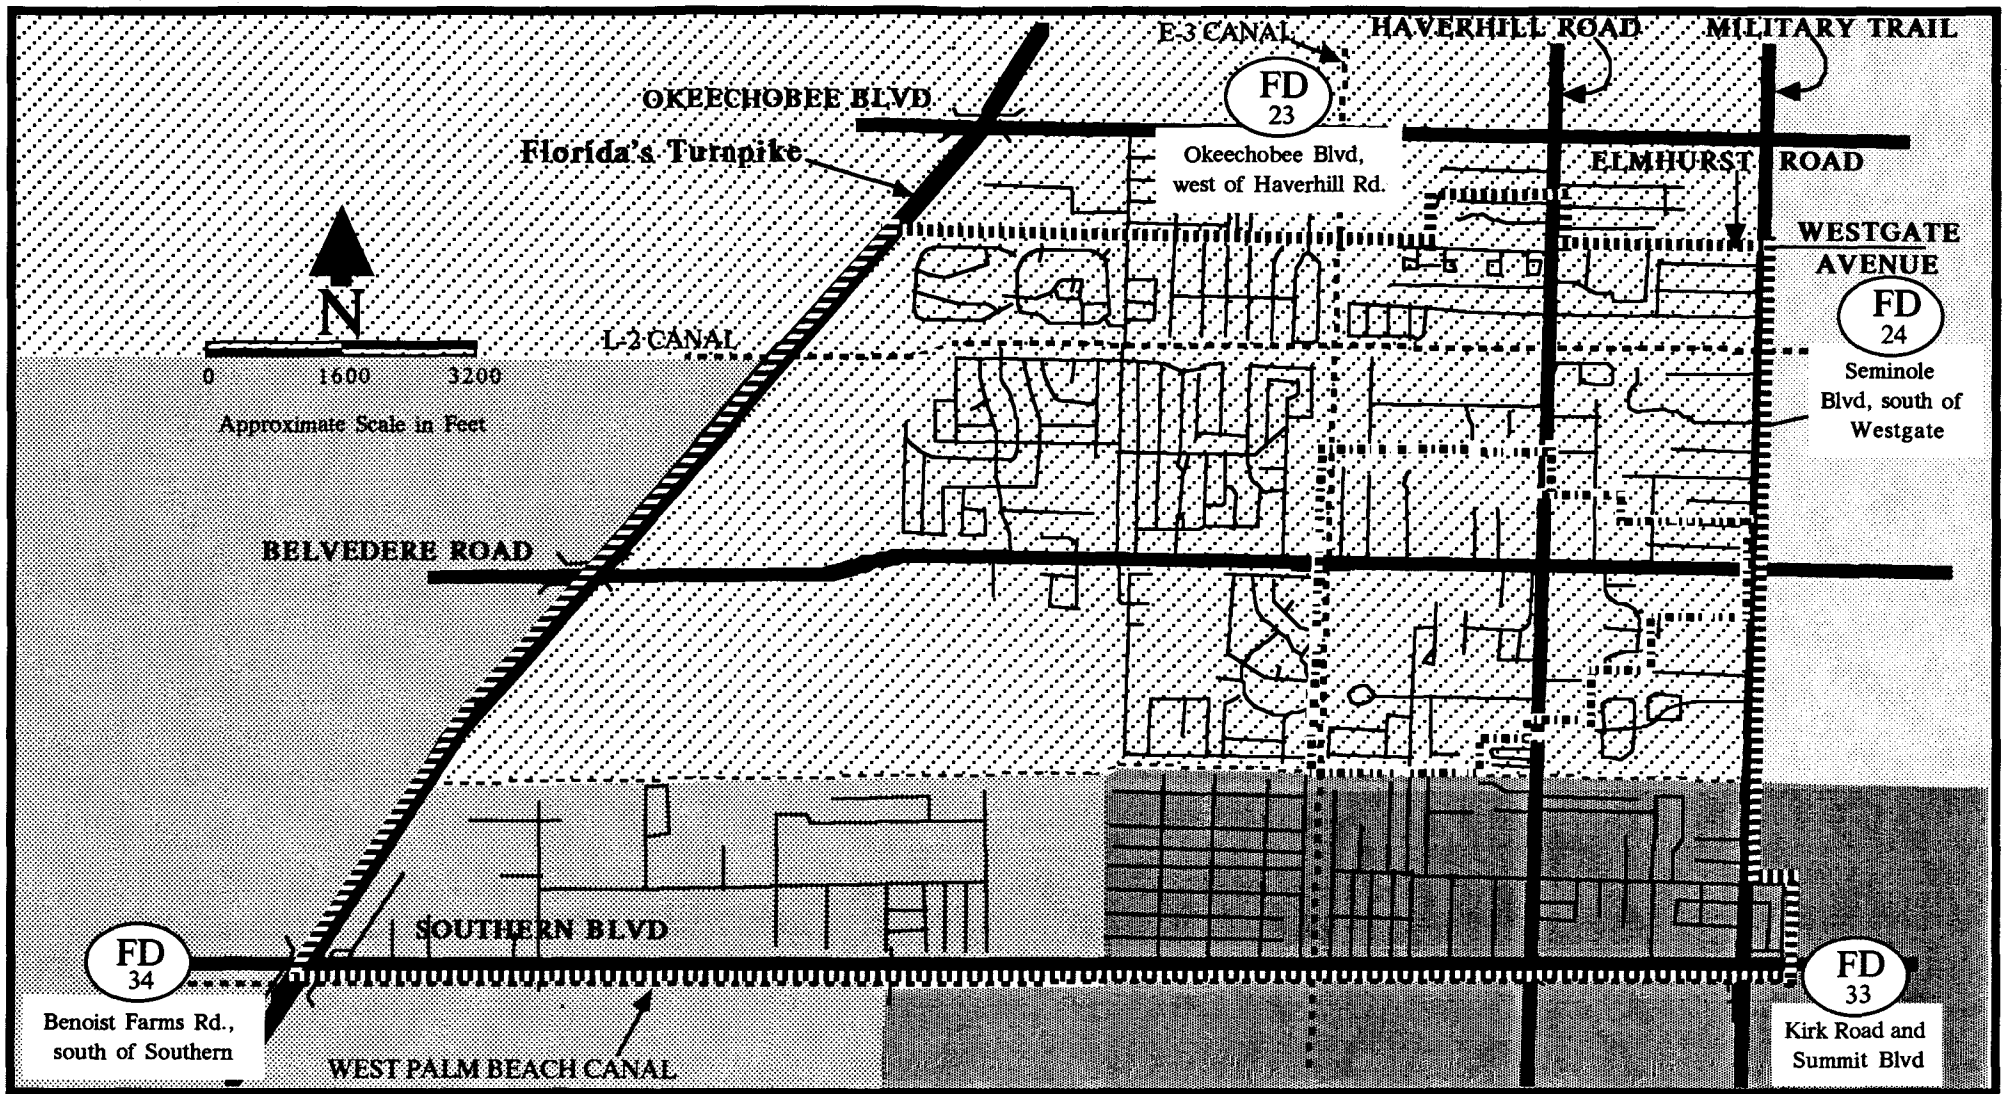 E-3 CANAL
HAVERHILL ROAD
MILITARY TRAIL
FD
23
OKEECHOBEE BLVD
Florida's Turnpike
Okeechobee Blvd,
west of Haverhill Rd.
ELMHURST ROAD
WESTGATE
AVENUE
N
FD
24
L-2 CANAL
0 1600 3200
Approximate Scale in Feet
Seminole
Blvd, south of
Westgate
BELVEDERE ROAD
SOUTHERN BLVD
FD
34
FD
33
Benoist Farms Rd.,
south of Southern
Kirk Road and
Summit Blvd
WEST PALM BEACH CANAL